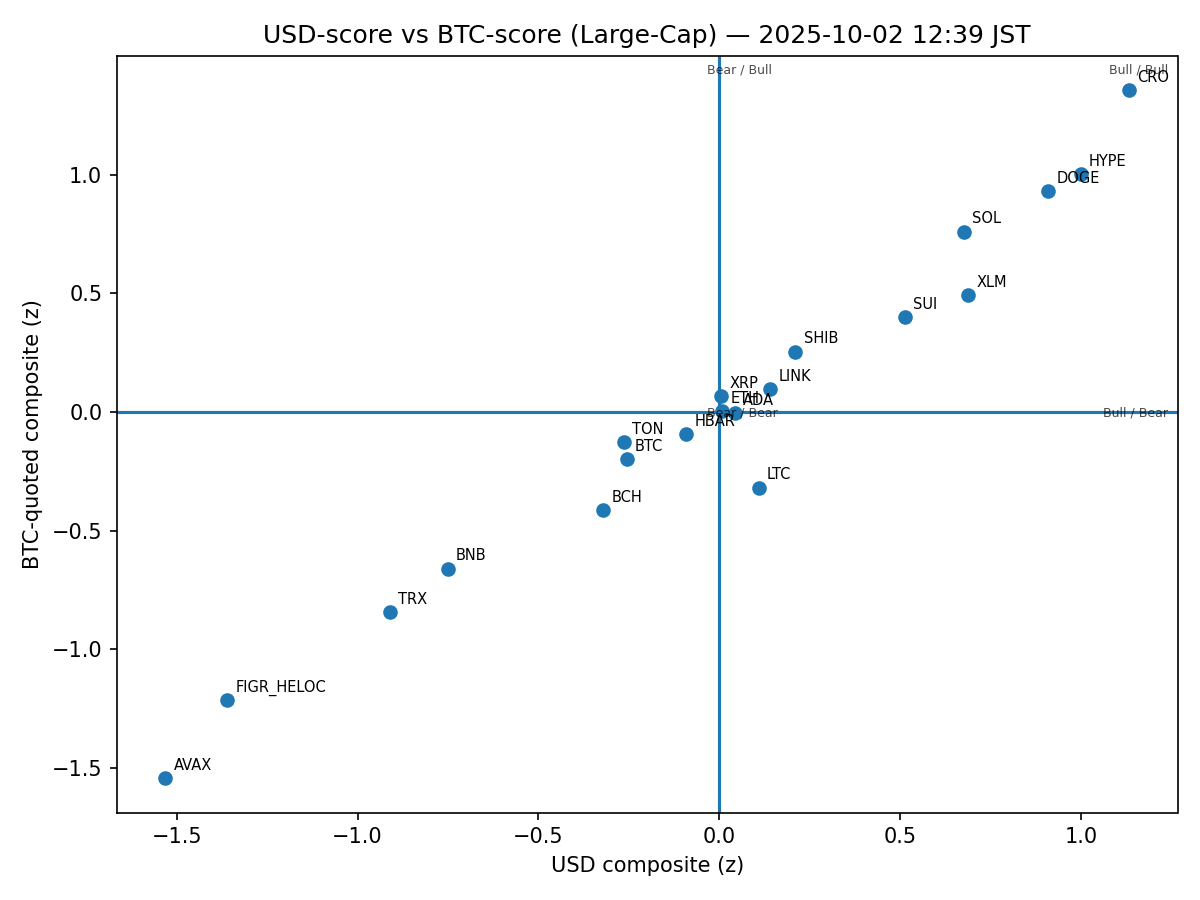 USD-score vs BTC-score (Large-Cap) — 2025-10-02 12:39 JST
Bear / Bull
Bull / Bull
CRO
HYPE
DOGE
SOL
XLM
SUI
SHIB
LINK
XRP
ETH
ADA
Bear / Bear
Bull / Bear
HBAR
TON
BTC
LTC
BCH
BNB
TRX
FIGR_HELOC
AVAX
1.0
0.5
0.0
−0.5
−1.0
−1.5
BTC-quoted composite (z)
−1.5
−1.0
−0.5
0.0
0.5
1.0
USD composite (z)